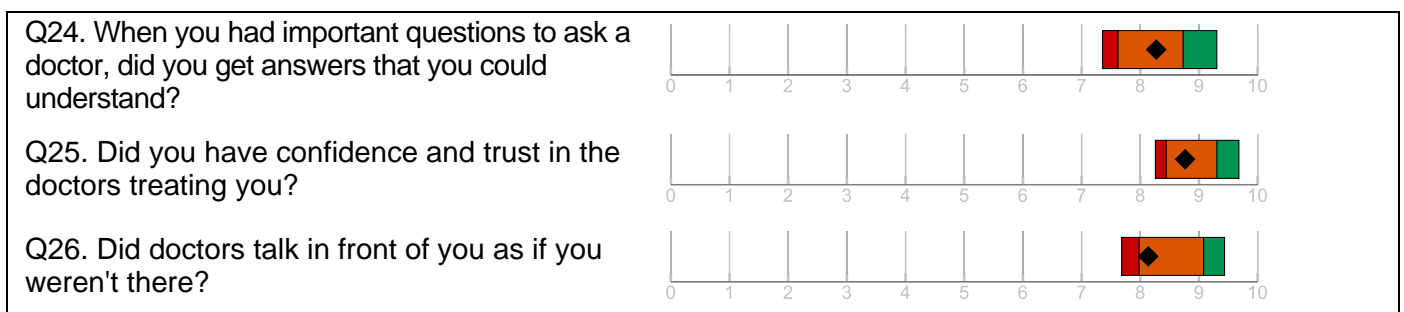 Q24. When you had important questions to ask a
doctor, did you get answers that you could
understand?
0 1 2 3 4 5 6 7 8 9 10
Q25. Did you have confidence and trust in the
doctors treating you?
0 1 2 3 4 5 6 7 8 9 10
Q26. Did doctors talk in front of you as if you
weren't there?
0 1 2 3 4 5 6 7 8 9 10